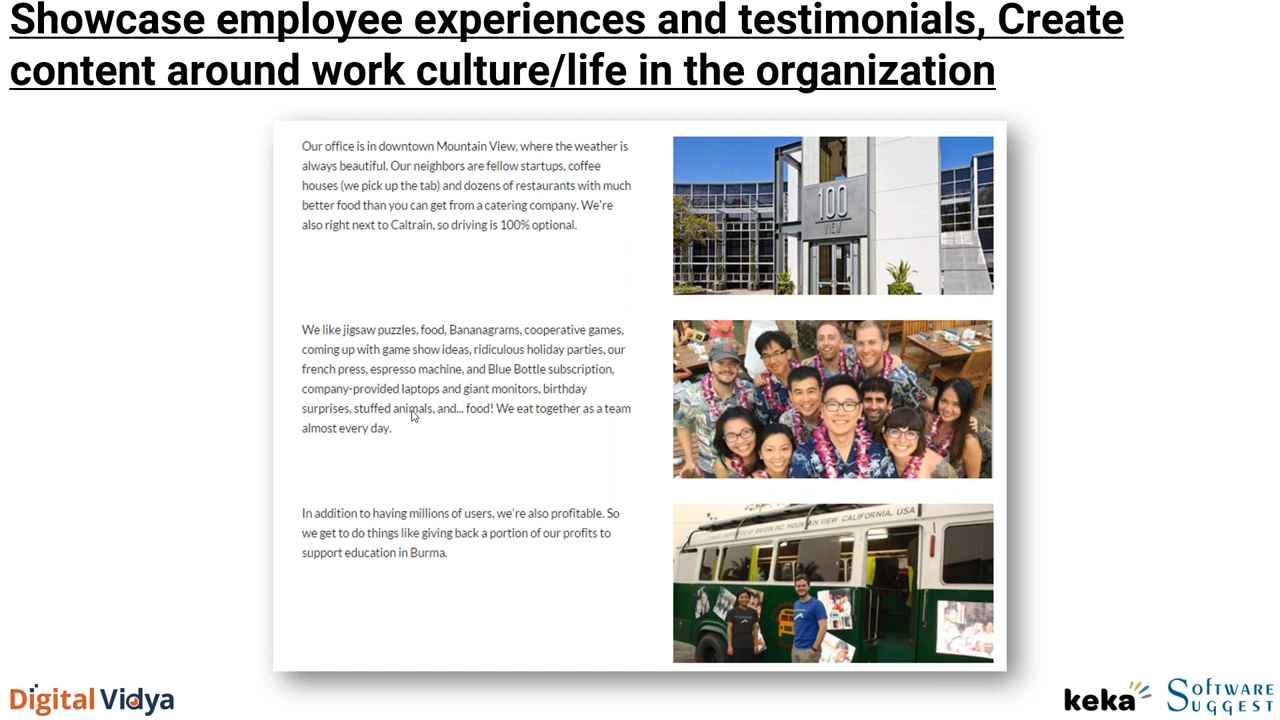 Showcase employee experiences and testimonials, Create
content around work culture/life in the organization
Our office is in downtown Mountain View, where the weather is
always beautiful. Our neighbors are fellow startups, coffee
houses (we pick up the tab) and dozens of restaurants with much
better food than you can get from a catering company. We're
also right next to Caltrain, so driving is 100% optional.
100
VIEW
We like jigsaw puzzles, food, Bananagrams, cooperative games,
coming up with game show ideas, ridiculous holiday parties, our
french press, espresso machine, and Blue Bottle subscription,
company-provided laptops and giant monitors, birthday
surprises, stuffed animals, and... food! We eat together as a team
almost every day.
In addition to having millions of users, we're also profitable. So
we get to do things like giving back a portion of our profits to
support education in Burma.
MOUNTAIN VIEW CALIFORNIA, USA
Digital Vidya
keka
SOFTWARE
SUGGEST